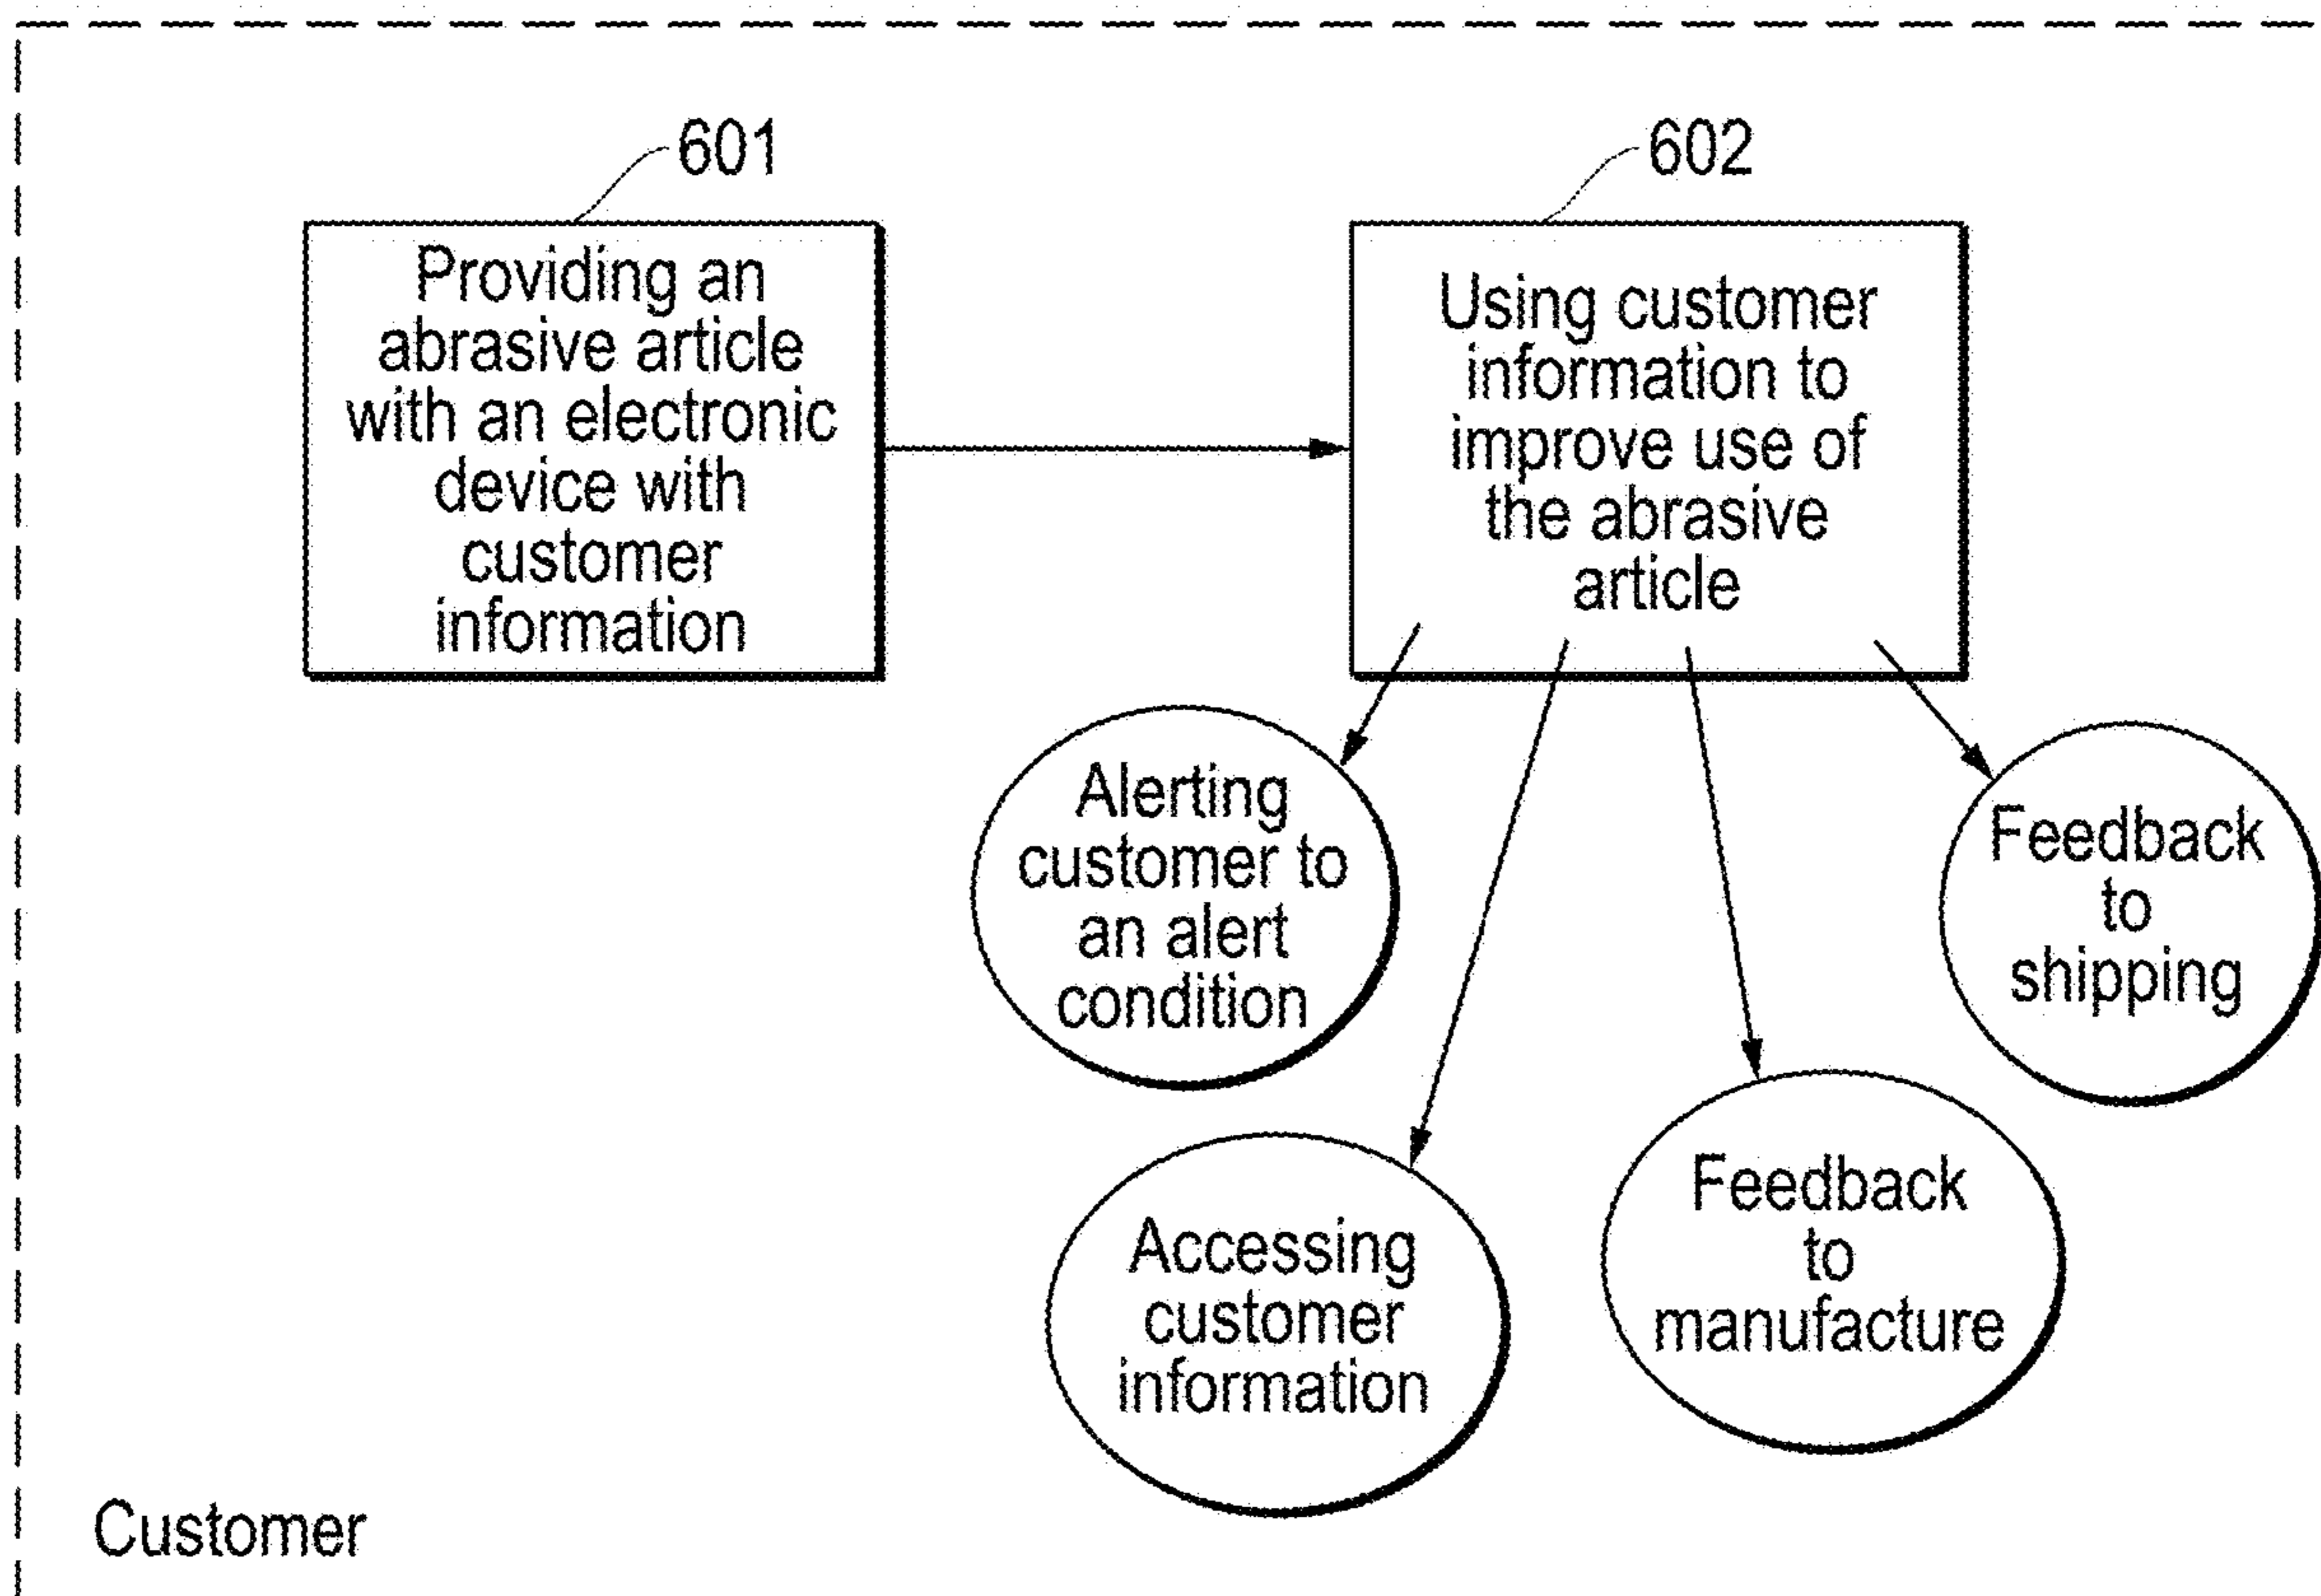 601
Providing an
abrasive article
with an electronic
device with
customer
information
602
Using customer
information to
improve use of
the abrasive
article
Alerting
customer to
an alert
condition
Feedback
to
shipping
Accessing
customer
information
Feedback
to
manufacture
Customer